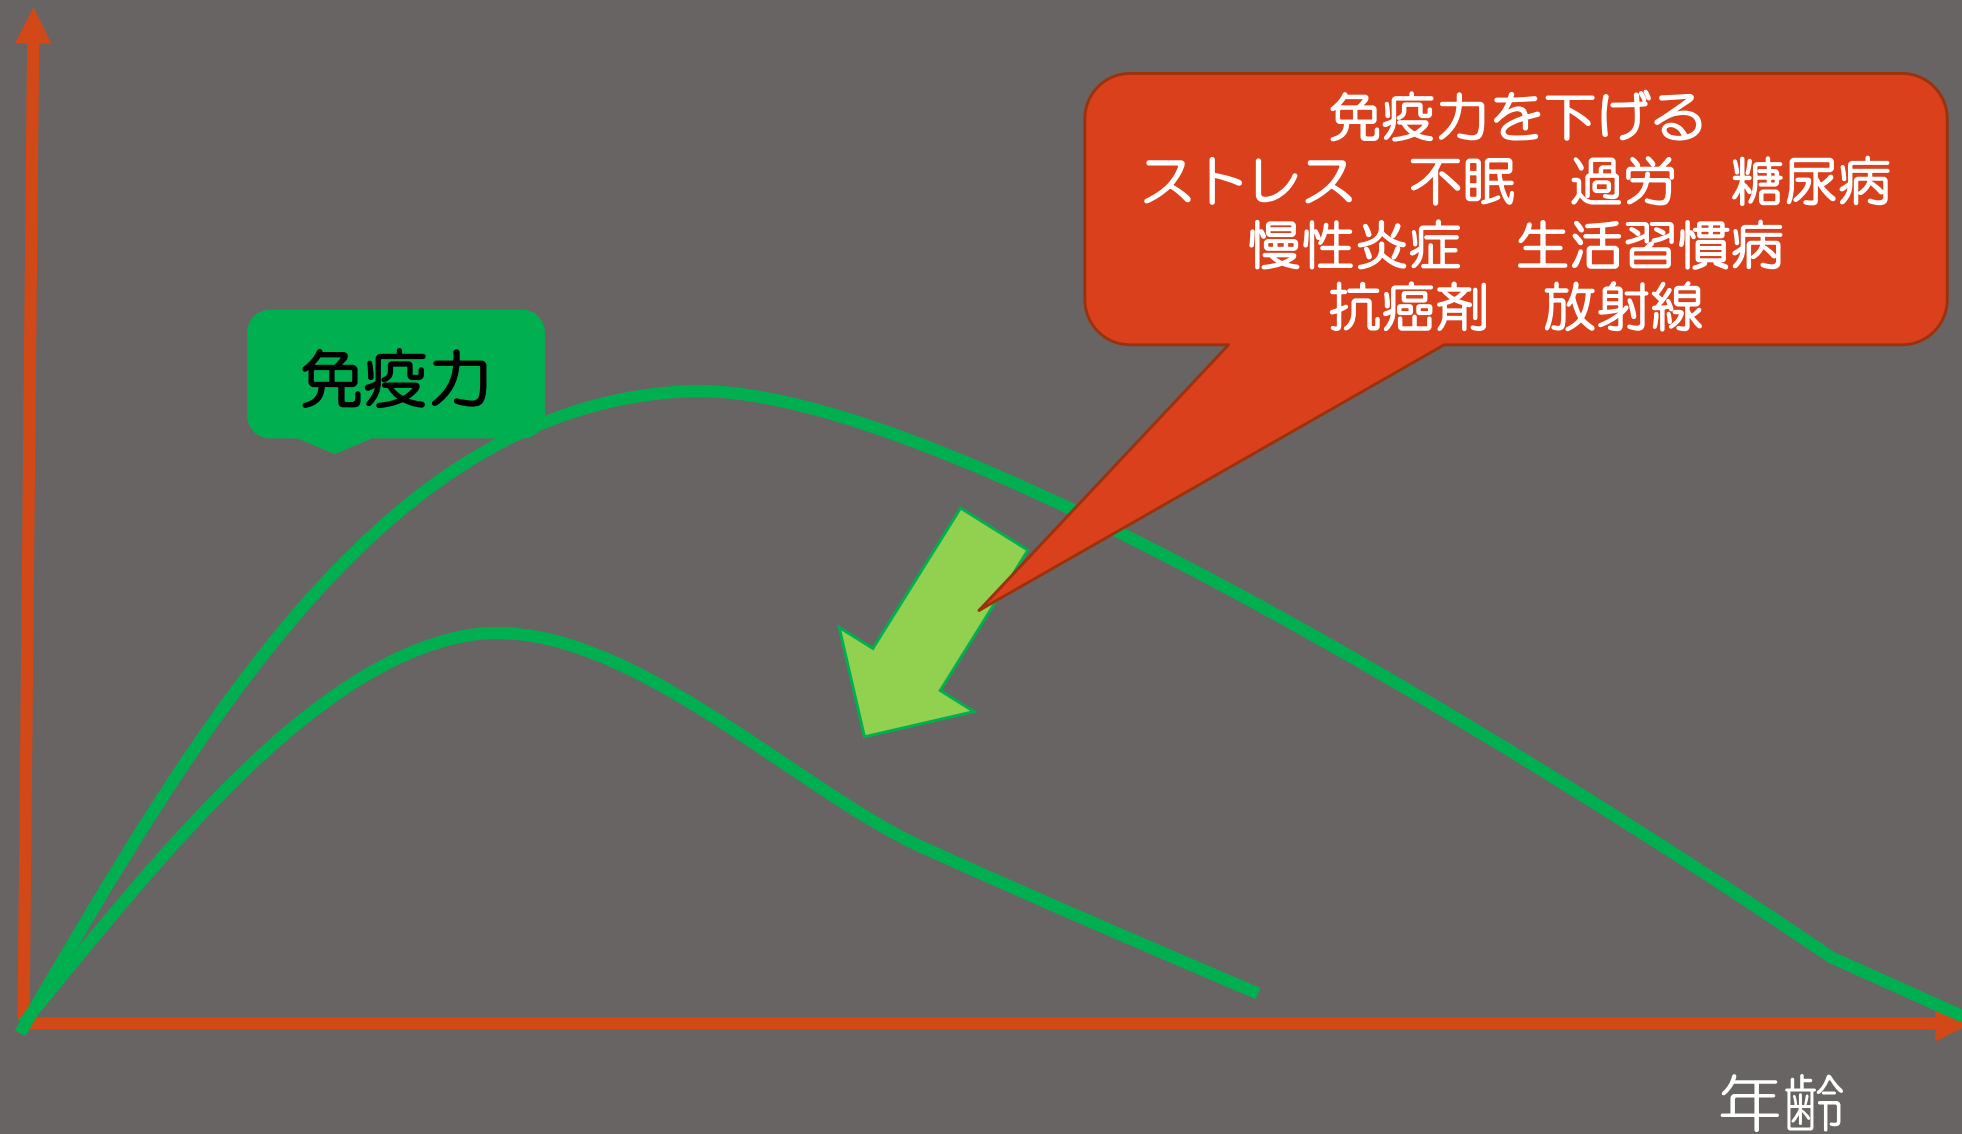 免疫力を下げる
ストレス　不眠　過労　糖尿病
慢性炎症　生活習慣病
抗癌剤　放射線
免疫力
年齢